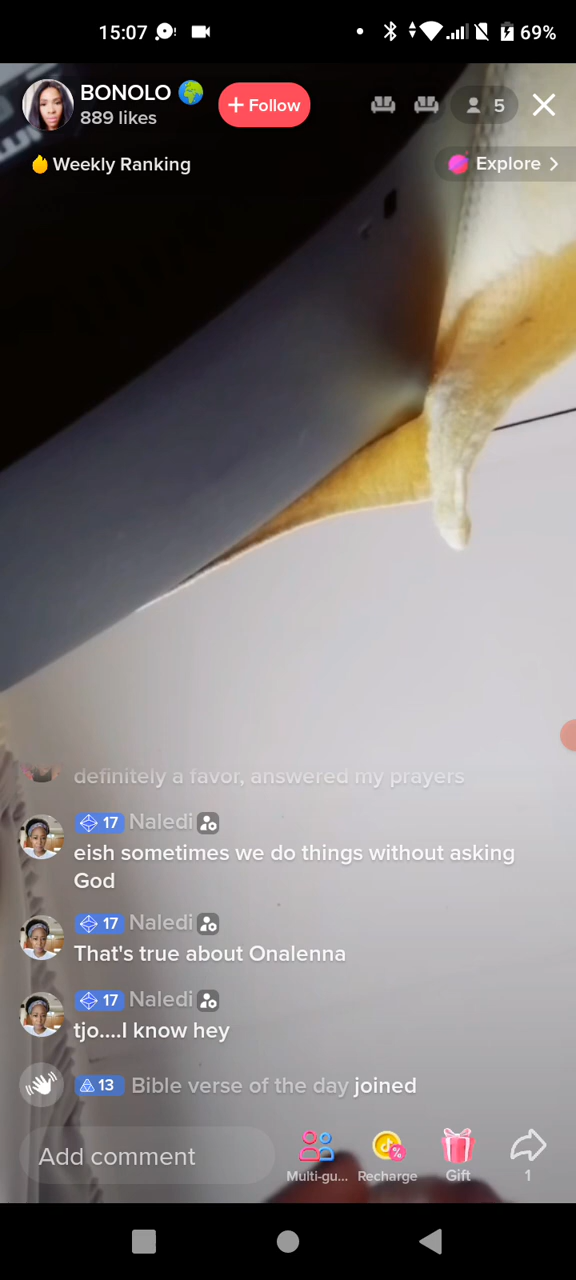 15:07
69%
BONOLO 🌍
889 likes
+ Follow
5
Weekly Ranking
Explore >
definitely a favor, answered my prayers
17 Naledi
eish sometimes we do things without asking
God
17 Naledi
That's true about Onalenna
17 Naledi
tjo....I know hey
13 Bible verse of the day joined
Add comment
Multi-gu...
Recharge
Gift
1